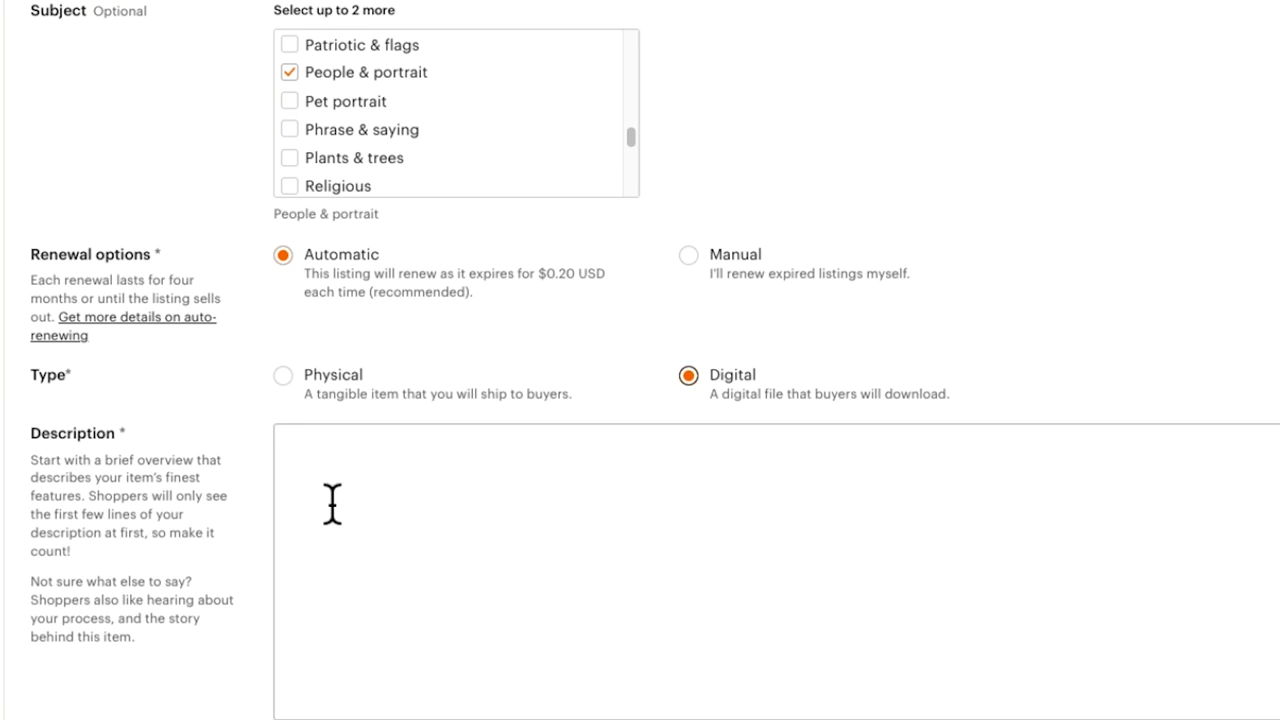 Subject Optional
Select up to 2 more
Patriotic & flags
People & portrait
Pet portrait
Phrase & saying
Plants & trees
Religious
People & portrait
Renewal options *
Each renewal lasts for four
months or until the listing sells
out. Get more details on auto-
renewing
Automatic
This listing will renew as it expires for $0.20 USD
each time (recommended).
Manual
I'll renew expired listings myself.
Type*
Physical
A tangible item that you will ship to buyers.
Digital
A digital file that buyers will download.
Description *
Start with a brief overview that
describes your item's finest
features. Shoppers will only see
the first few lines of your
description at first, so make it
count!
Not sure what else to say?
Shoppers also like hearing about
your process, and the story
behind this item.